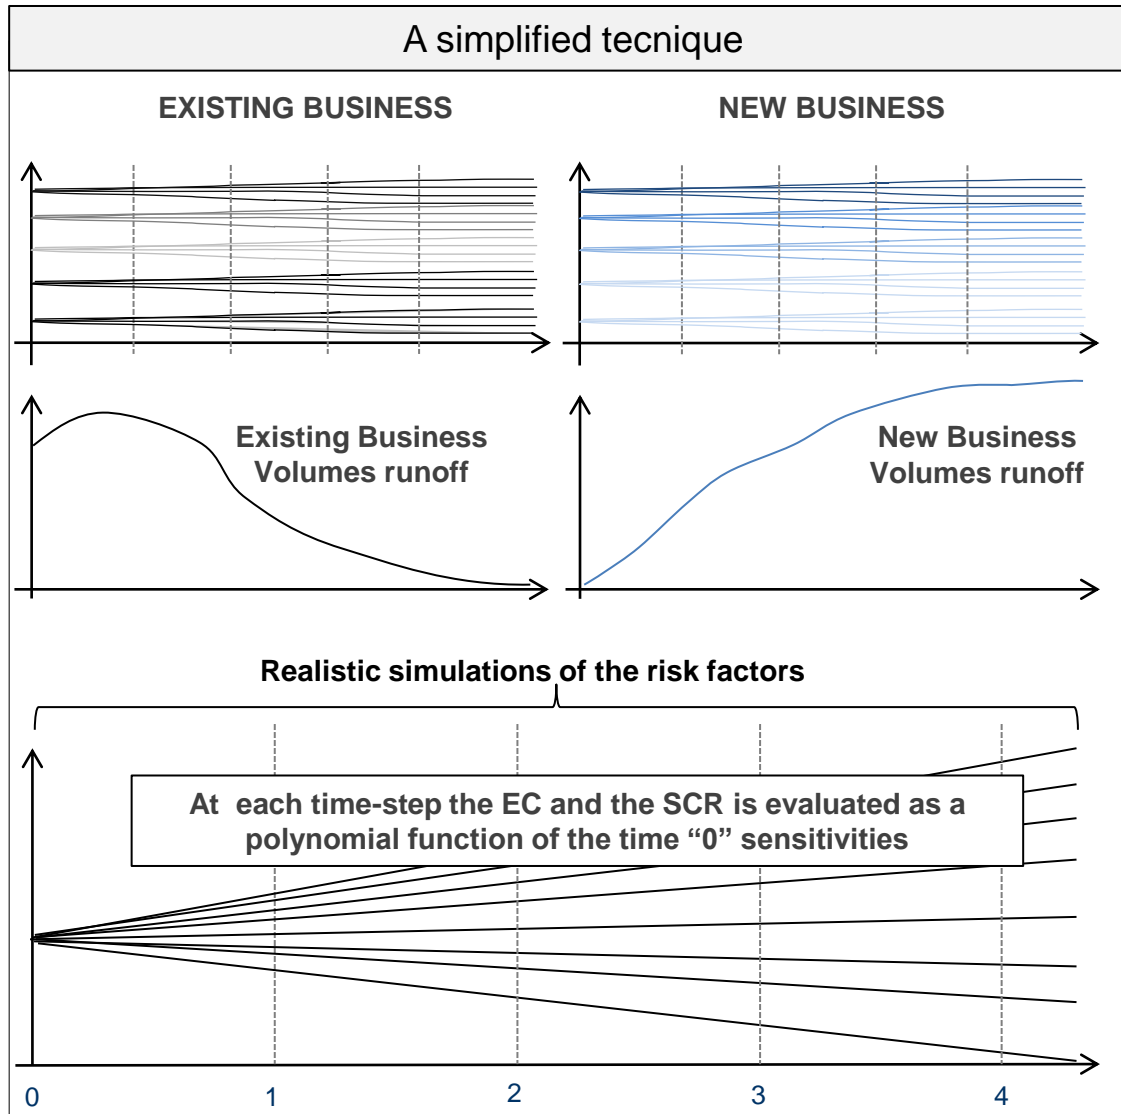 A simplified tecnique
EXISTING BUSINESS
NEW BUSINESS
Existing Business
Volumes runoff
New Business
Volumes runoff
Realistic simulations of the risk factors
At each time-step the EC and the SCR is evaluated as a
polynomial function of the time “0” sensitivities
0
1
2
3
4